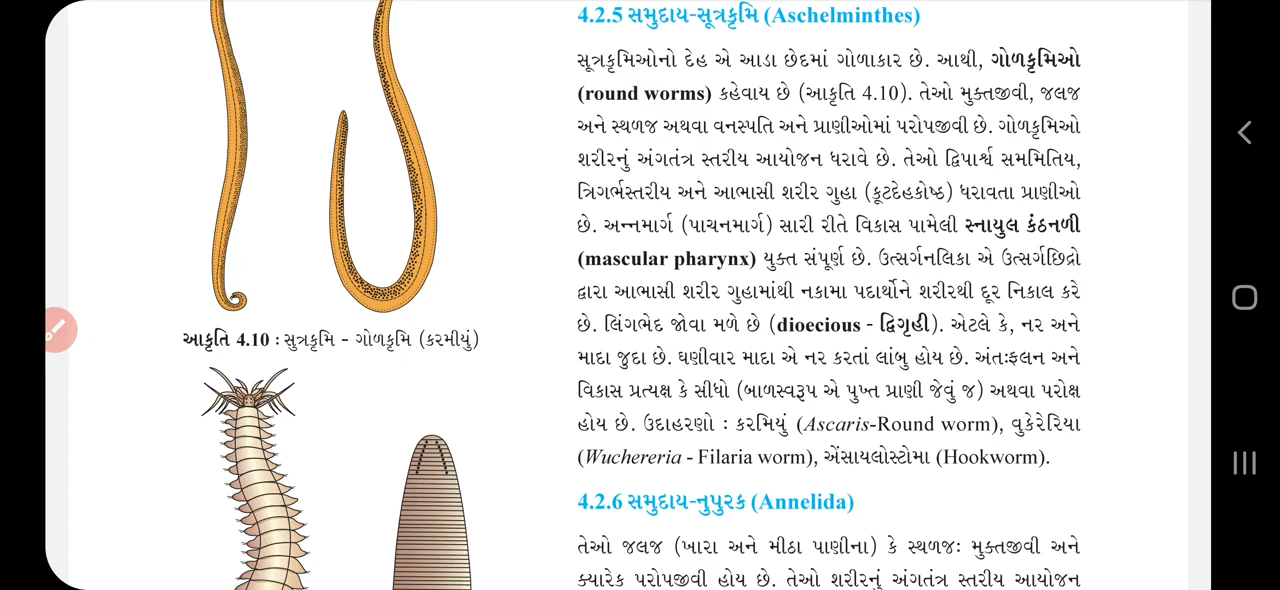 4.2.5 સમુદાય-સૂત્રકૃમિ (Aschelminthes)
સૂત્રકૃમિઓનો દેહ એ આડા છેદમાં ગોળાકાર છે. આથી, ગોળકૃમિઓ
(round worms) કહેવાય છે (આકૃતિ 4.10). તેઓ મુક્તજીવી, જલજ
અને સ્થળજ અથવા વનસ્પતિ અને પ્રાણીઓમાં પરોપજીવી છે. ગોળકૃમિઓ
શરીરનું અંગતંત્ર સ્તરીય આયોજન ધરાવે છે. તેઓ દ્વિપાર્શ્વ સમમિતિય,
ત્રિગર્ભસ્તરીય અને આભાસી શરીર ગુહા (કૂટદેહકોષ્ઠ) ધરાવતા પ્રાણીઓ
છે. અન્નમાર્ગ (પાચનમાર્ગ) સારી રીતે વિકાસ પામેલી સ્નાયુલ કંઠનળી
(mascular pharynx) યુક્ત સંપૂર્ણ છે. ઉત્સર્ગનલિકા એ ઉત્સર્ગછિદ્રો
દ્વારા આભાસી શરીર ગુહામાંથી નકામા પદાર્થોને શરીરથી દૂર નિકાલ કરે
છે. લિંગભેદ જોવા મળે છે (dioecious - દ્વિગૃહી). એટલે કે, નર અને
માદા જુદા છે. ઘણીવાર માદા એ નર કરતાં લાંબુ હોય છે. અંતઃફલન અને
વિકાસ પ્રત્યક્ષ કે સીધો (બાળસ્વરૂપ એ પુખ્ત પ્રાણી જેવું જ) અથવા પરોક્ષ
હોય છે. ઉદાહરણો : કરમિયું (Ascaris-Round worm), વુકેરેરિયા
(Wuchereria - Filaria worm), એંસાયલોસ્ટોમા (Hookworm).
આકૃતિ 4.10 : સુત્રકૃમિ - ગોળકૃમિ (કરમીયું)
4.2.6 સમુદાય-નુપુરક (Annelida)
તેઓ જલજ (ખારા અને મીઠા પાણીના) કે સ્થળજઃ મુક્તજીવી અને
ક્યારેક પરોપજીવી હોય છે. તેઓ શરીરનું અંગતંત્ર સ્તરીય આયોજન